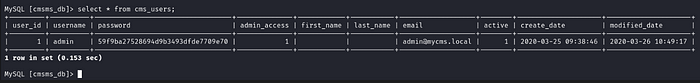 MySQL [cmsms_db]> select * from cms_users;
+---------+----------+----------------------------------+--------------+------------+-----------+-------------------+--------+---------------------+---------------------+
| user_id | username | password | admin_access | first_name | last_name | email | active | create_date | modified_date |
+---------+----------+----------------------------------+--------------+------------+-----------+-------------------+--------+---------------------+---------------------+
| 1 | admin | 59f9ba27528694d9b3493dfde7709e70 | 1 | | | admin@mycms.local | 1 | 2020-03-25 09:38:46 | 2020-03-26 10:49:17 |
+---------+----------+----------------------------------+--------------+------------+-----------+-------------------+--------+---------------------+---------------------+
1 row in set (0.153 sec)
MySQL [cmsms_db]>